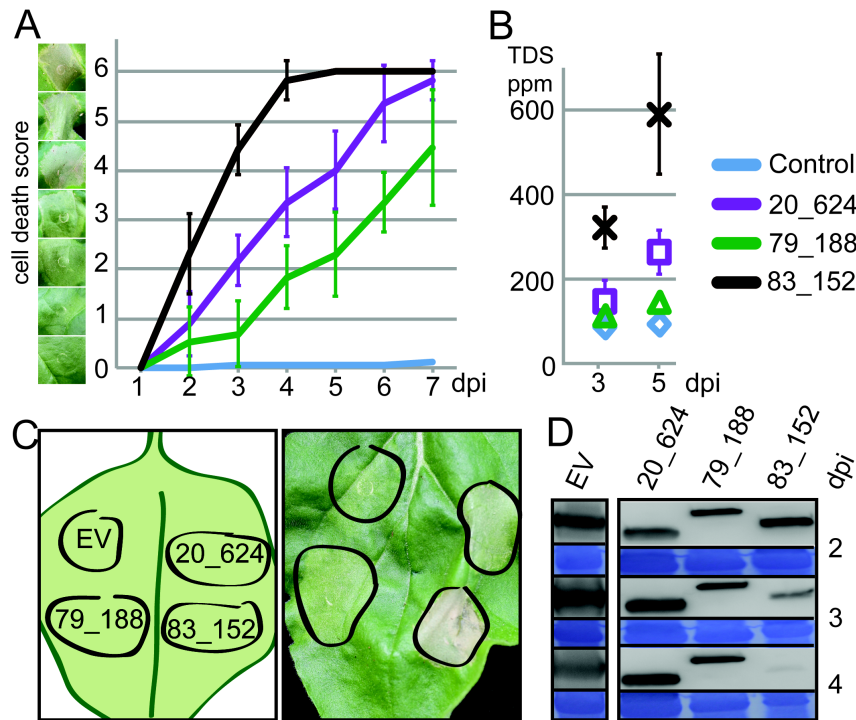 A
6
5
4
3
2
1
0
cell death score
1 2 3 4 5 6 7 dpi
B
TDS
ppm
600
400
200
0
3 5 dpi
Control
20_624
79_188
83_152
C
EV
20_624
79_188
83_152
D
EV 20_624 79_188 83_152 dpi
2
3
4